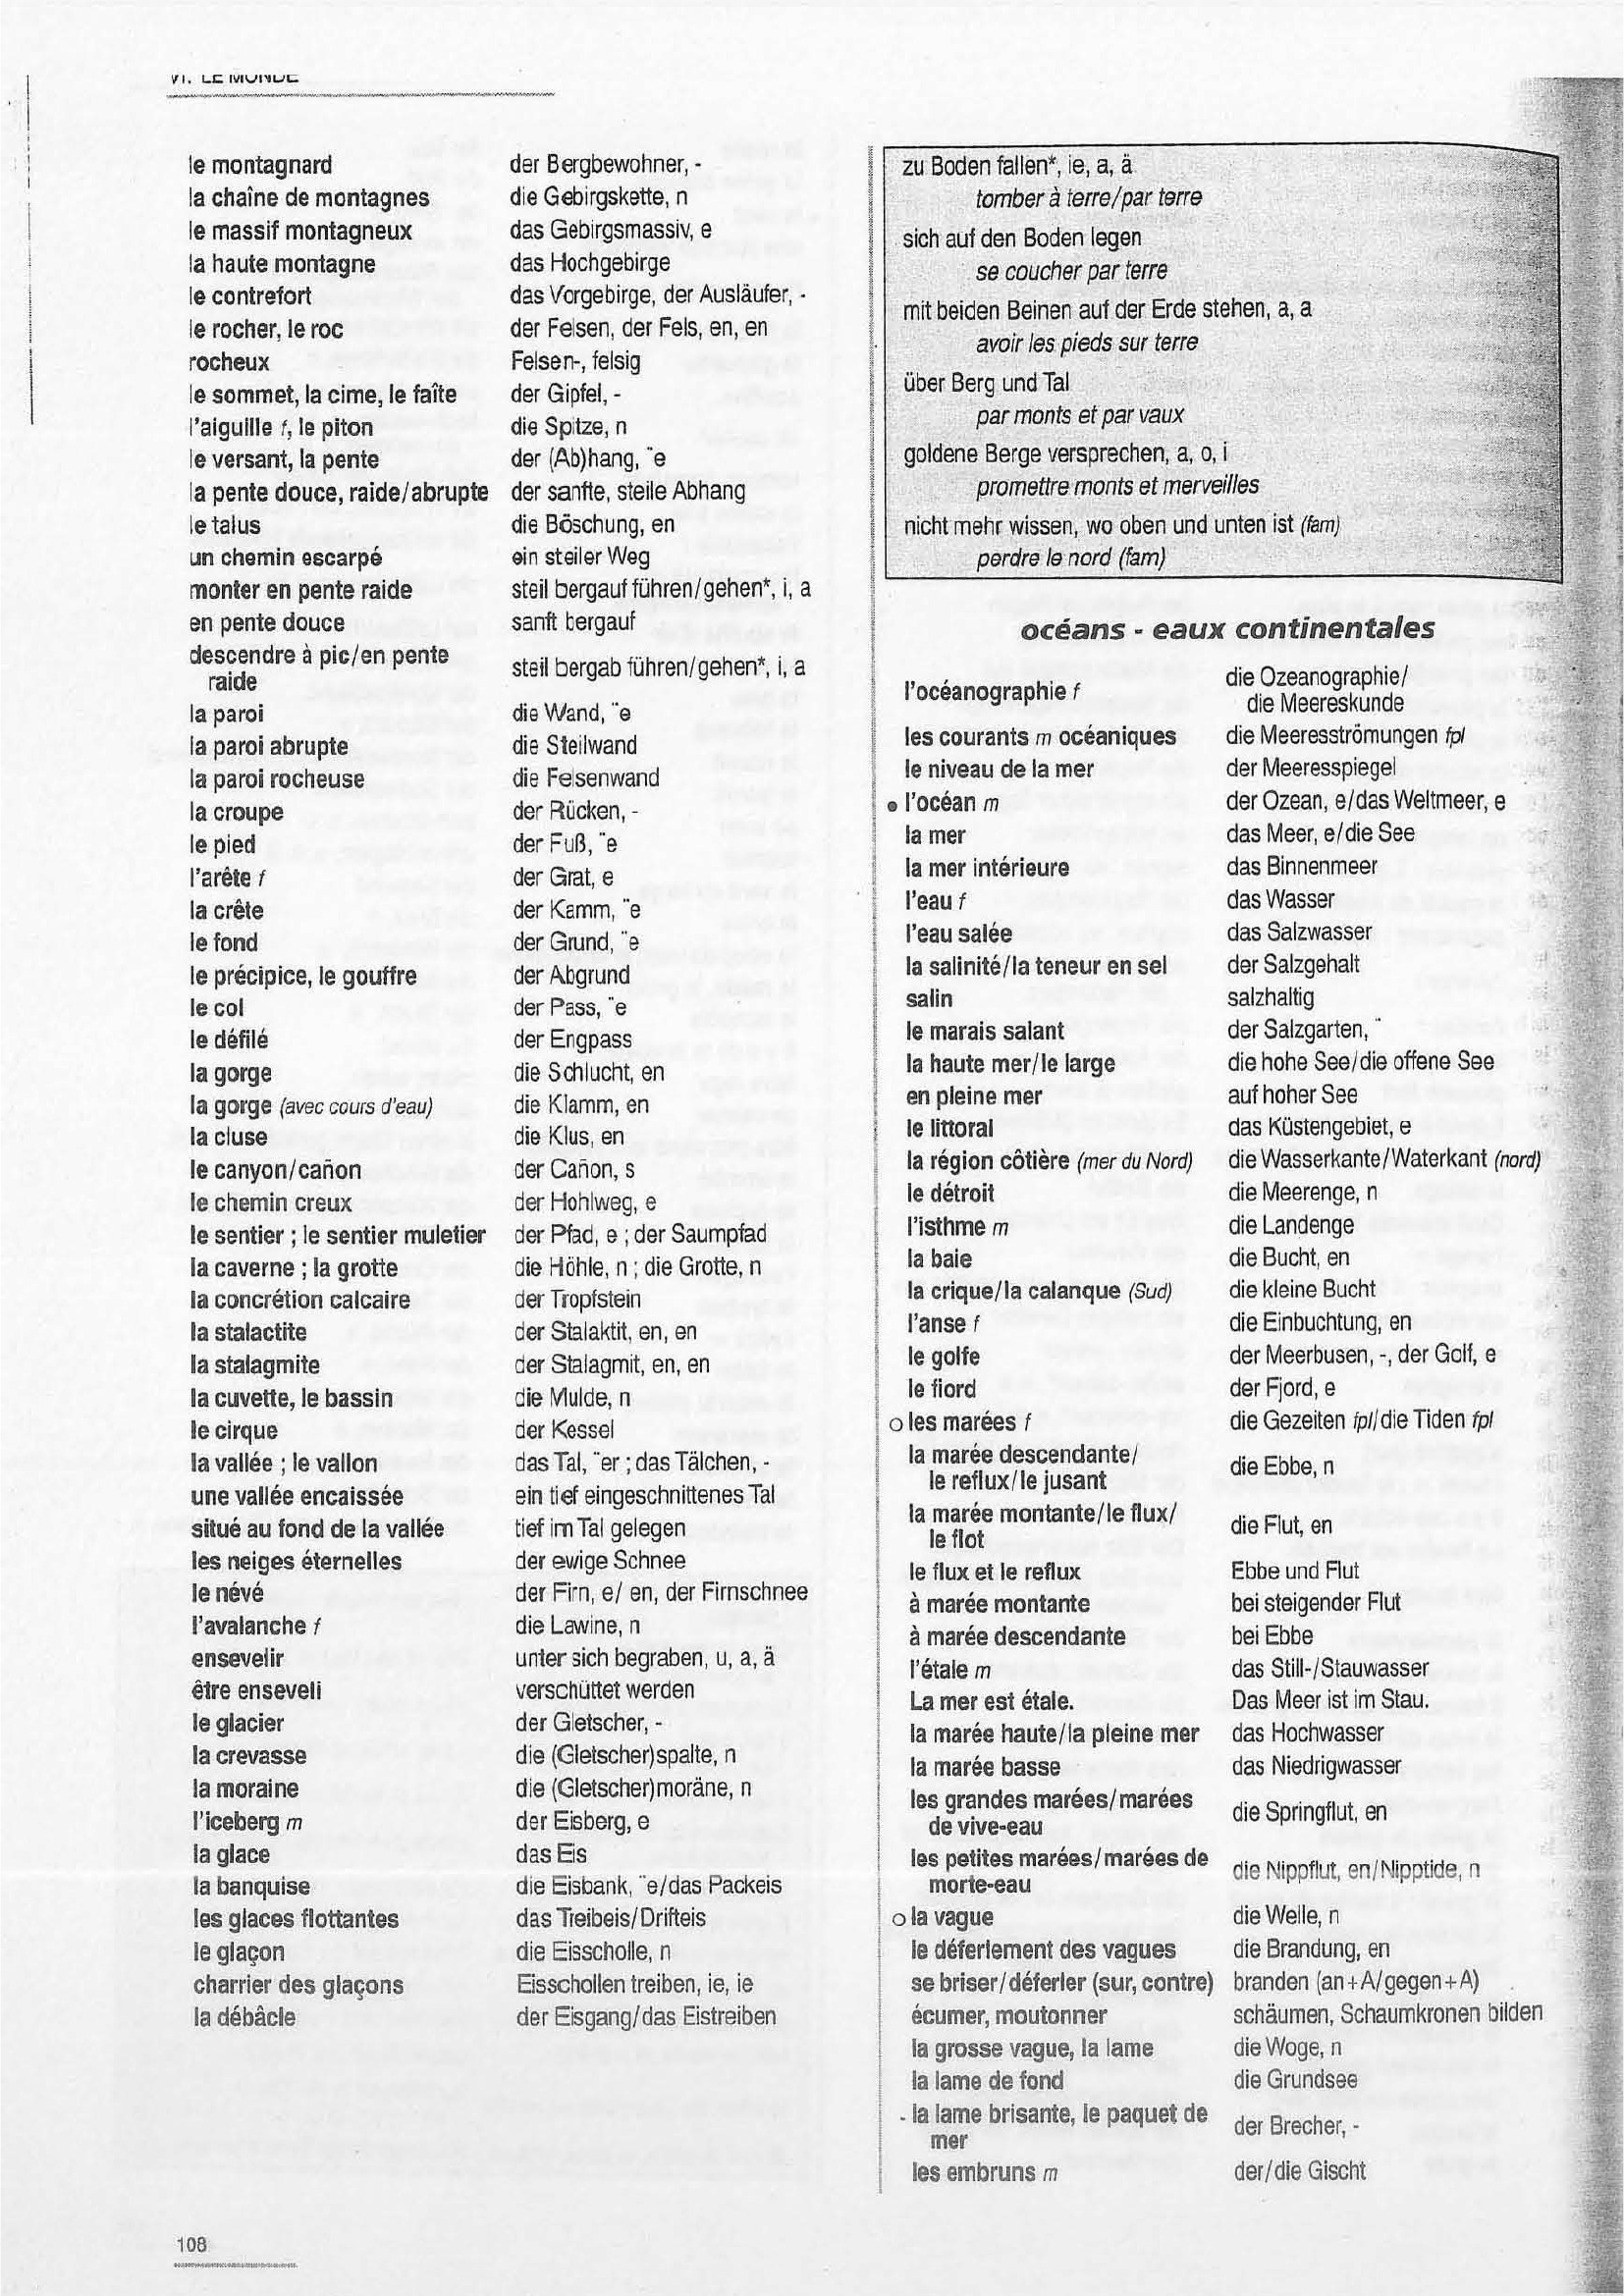 VI. LE MONDE
le montagnard der Bergbewohner, -
la chaîne de montagnes die Gebirgskette, n
le massif montagneux das Gebirgsmassiv, e
la haute montagne das Hochgebirge
le contrefort das Vorgebirge, der Ausläufer, -
le rocher, le roc der Felsen, der Fels, en, en
rocheux Felsen-, felsig
le sommet, la cime, le faîte der Gipfel, -
l'aiguille f, le piton die Spitze, n
le versant, la pente der (Ab)hang, ¨e
la pente douce, raide/abrupte der sanfte, steile Abhang
le talus die Böschung, en
un chemin escarpé ein steiler Weg
monter en pente raide steil bergauf führen/gehen*, i, a
en pente douce sanft bergauf
descendre à pic/en pente
raide steil bergab führen/gehen*, i, a
la paroi die Wand, ¨e
la paroi abrupte die Steilwand
la paroi rocheuse die Felsenwand
la croupe der Rücken, -
le pied der Fuß, ¨e
l'arête f der Grat, e
la crête der Kamm, ¨e
le fond der Grund, ¨e
le précipice, le gouffre der Abgrund
le col der Pass, ¨e
le défilé der Engpass
la gorge die Schlucht, en
la gorge (avec cours d'eau) die Klamm, en
la cluse die Klus, en
le canyon/cañon der Cañon, s
le chemin creux der Hohlweg, e
le sentier ; le sentier muletier der Pfad, e ; der Saumpfad
la caverne ; la grotte die Höhle, n ; die Grotte, n
la concrétion calcaire der Tropfstein
la stalactite der Stalaktit, en, en
la stalagmite der Stalagmit, en, en
la cuvette, le bassin die Mulde, n
le cirque der Kessel
la vallée ; le vallon das Tal, ¨er ; das Tälchen, -
une vallée encaissée ein tief eingeschnittenes Tal
situé au fond de la vallée tief im Tal gelegen
les neiges éternelles der ewige Schnee
le névé der Firn, e/ en, der Firnschnee
l'avalanche f die Lawine, n
ensevelir unter sich begraben, u, a, ä
être enseveli verschüttet werden
le glacier der Gletscher, -
la crevasse die (Gletscher)spalte, n
la moraine die (Gletscher)moräne, n
l'iceberg m der Eisberg, e
la glace das Eis
la banquise die Eisbank, ¨e/das Packeis
les glaces flottantes das Treibeis/Drifteis
le glaçon die Eisscholle, n
charrier des glaçons Eisschollen treiben, ie, ie
la débâcle der Eisgang/das Eistreiben
zu Boden fallen*, ie, a, ä
tomber à terre/par terre
sich auf den Boden legen
se coucher par terre
mit beiden Beinen auf der Erde stehen, a, a
avoir les pieds sur terre
über Berg und Tal
par monts et par vaux
goldene Berge versprechen, a, o, i
promettre monts et merveilles
nicht mehr wissen, wo oben und unten ist (fam)
perdre le nord (fam)
océans - eaux continentales
l'océanographie f die Ozeanographie/
die Meereskunde
les courants m océaniques die Meeresströmungen fpl
le niveau de la mer der Meeresspiegel
● l'océan m der Ozean, e/das Weltmeer, e
la mer das Meer, e/die See
la mer intérieure das Binnenmeer
l'eau f das Wasser
l'eau salée das Salzwasser
la salinité/la teneur en sel der Salzgehalt
salin salzhaltig
le marais salant der Salzgarten, ¨
la haute mer/le large die hohe See/die offene See
en pleine mer auf hoher See
le littoral das Küstengebiet, e
la région côtière (mer du Nord) die Wasserkante/Waterkant (nord)
le détroit die Meerenge, n
l'isthme m die Landenge
la baie die Bucht, en
la crique/la calanque (Sud) die kleine Bucht
l'anse f die Einbuchtung, en
le golfe der Meerbusen, -, der Golf, e
le fiord der Fjord, e
○ les marées f die Gezeiten fpl/die Tiden fpl
la marée descendante/
le reflux/le jusant die Ebbe, n
la marée montante/le flux/
le flot die Flut, en
le flux et le reflux Ebbe und Flut
à marée montante bei steigender Flut
à marée descendante bei Ebbe
l'étale m das Still-/Stauwasser
La mer est étale. Das Meer ist im Stau.
la marée haute/la pleine mer das Hochwasser
la marée basse das Niedrigwasser
les grandes marées/marées
de vive-eau die Springflut, en
les petites marées/marées de
morte-eau die Nippflut, en/Nipptide, n
○ la vague die Welle, n
le déferlement des vagues die Brandung, en
se briser/déferler (sur, contre) branden (an+A/gegen+A)
écumer, moutonner schäumen, Schaumkronen bilden
la grosse vague, la lame die Woge, n
la lame de fond die Grundsee
la lame brisante, le paquet de
mer der Brecher, -
les embruns m der/die Gischt
108